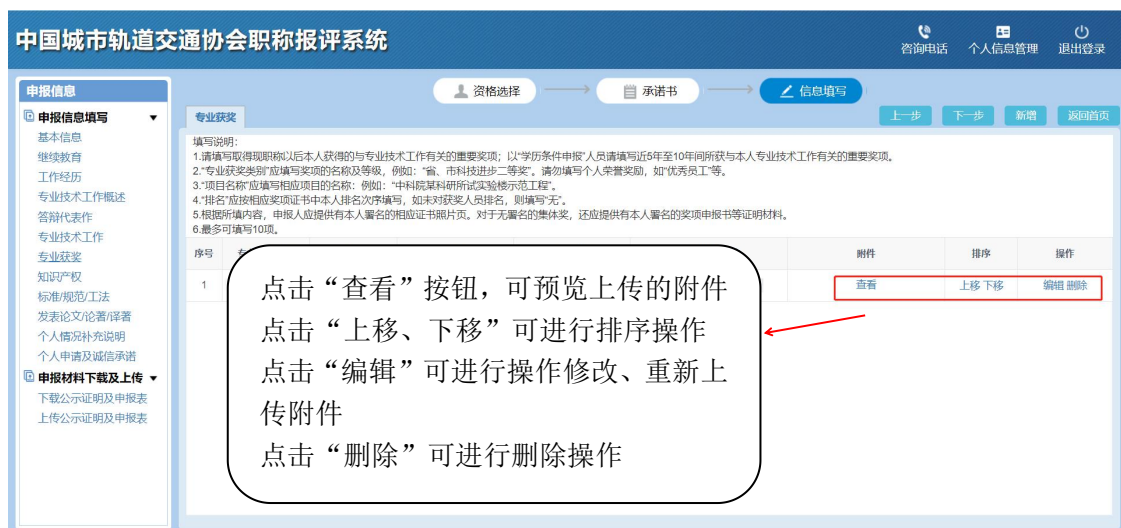 中国城市轨道交通协会职称报评系统
咨询电话 个人信息管理 退出登录
申报信息
资格选择 承诺书 信息填写
申报信息填写
基本信息
继续教育
工作经历
专业技术工作概述
答辩代表作
专业技术工作
专业获奖
知识产权
标准/规范/工法
发表论文/论著/译著
个人情况补充说明
个人申请及诚信承诺
申报材料下载及上传
下载公示证明及申报表
上传公示证明及申报表
专业获奖
上一步 下一步 新增 返回首页
填写说明:
1.请填写取得现职称以后本人获得的与专业技术工作有关的重要奖项；以“学历条件申报”人员请填写近5年至10年间所获与本人专业技术工作有关的重要奖项。
2.“专业获奖类别”应填写奖项的名称及等级，例如：“省、市科技进步二等奖”。请勿填写个人荣誉奖励，如“优秀员工”等。
3.“项目名称”应填写相应项目的名称：例如：“中科院某科研所试实验楼示范工程”。
4.“排名”应按相应奖项证书中本人排名次序填写，如未对获奖人员排名，则填写“无”。
5.根据所填内容，申报人应提供有本人署名的相应证书照片页。对于无署名的集体奖，还应提供有本人署名的奖项申报书等证明材料。
6.最多可填写10项。
序号 附件 排序 操作
1 查看 上移 下移 编辑 删除
点击“查看”按钮，可预览上传的附件
点击“上移、下移”可进行排序操作
点击“编辑”可进行操作修改、重新上
传附件
点击“删除”可进行删除操作